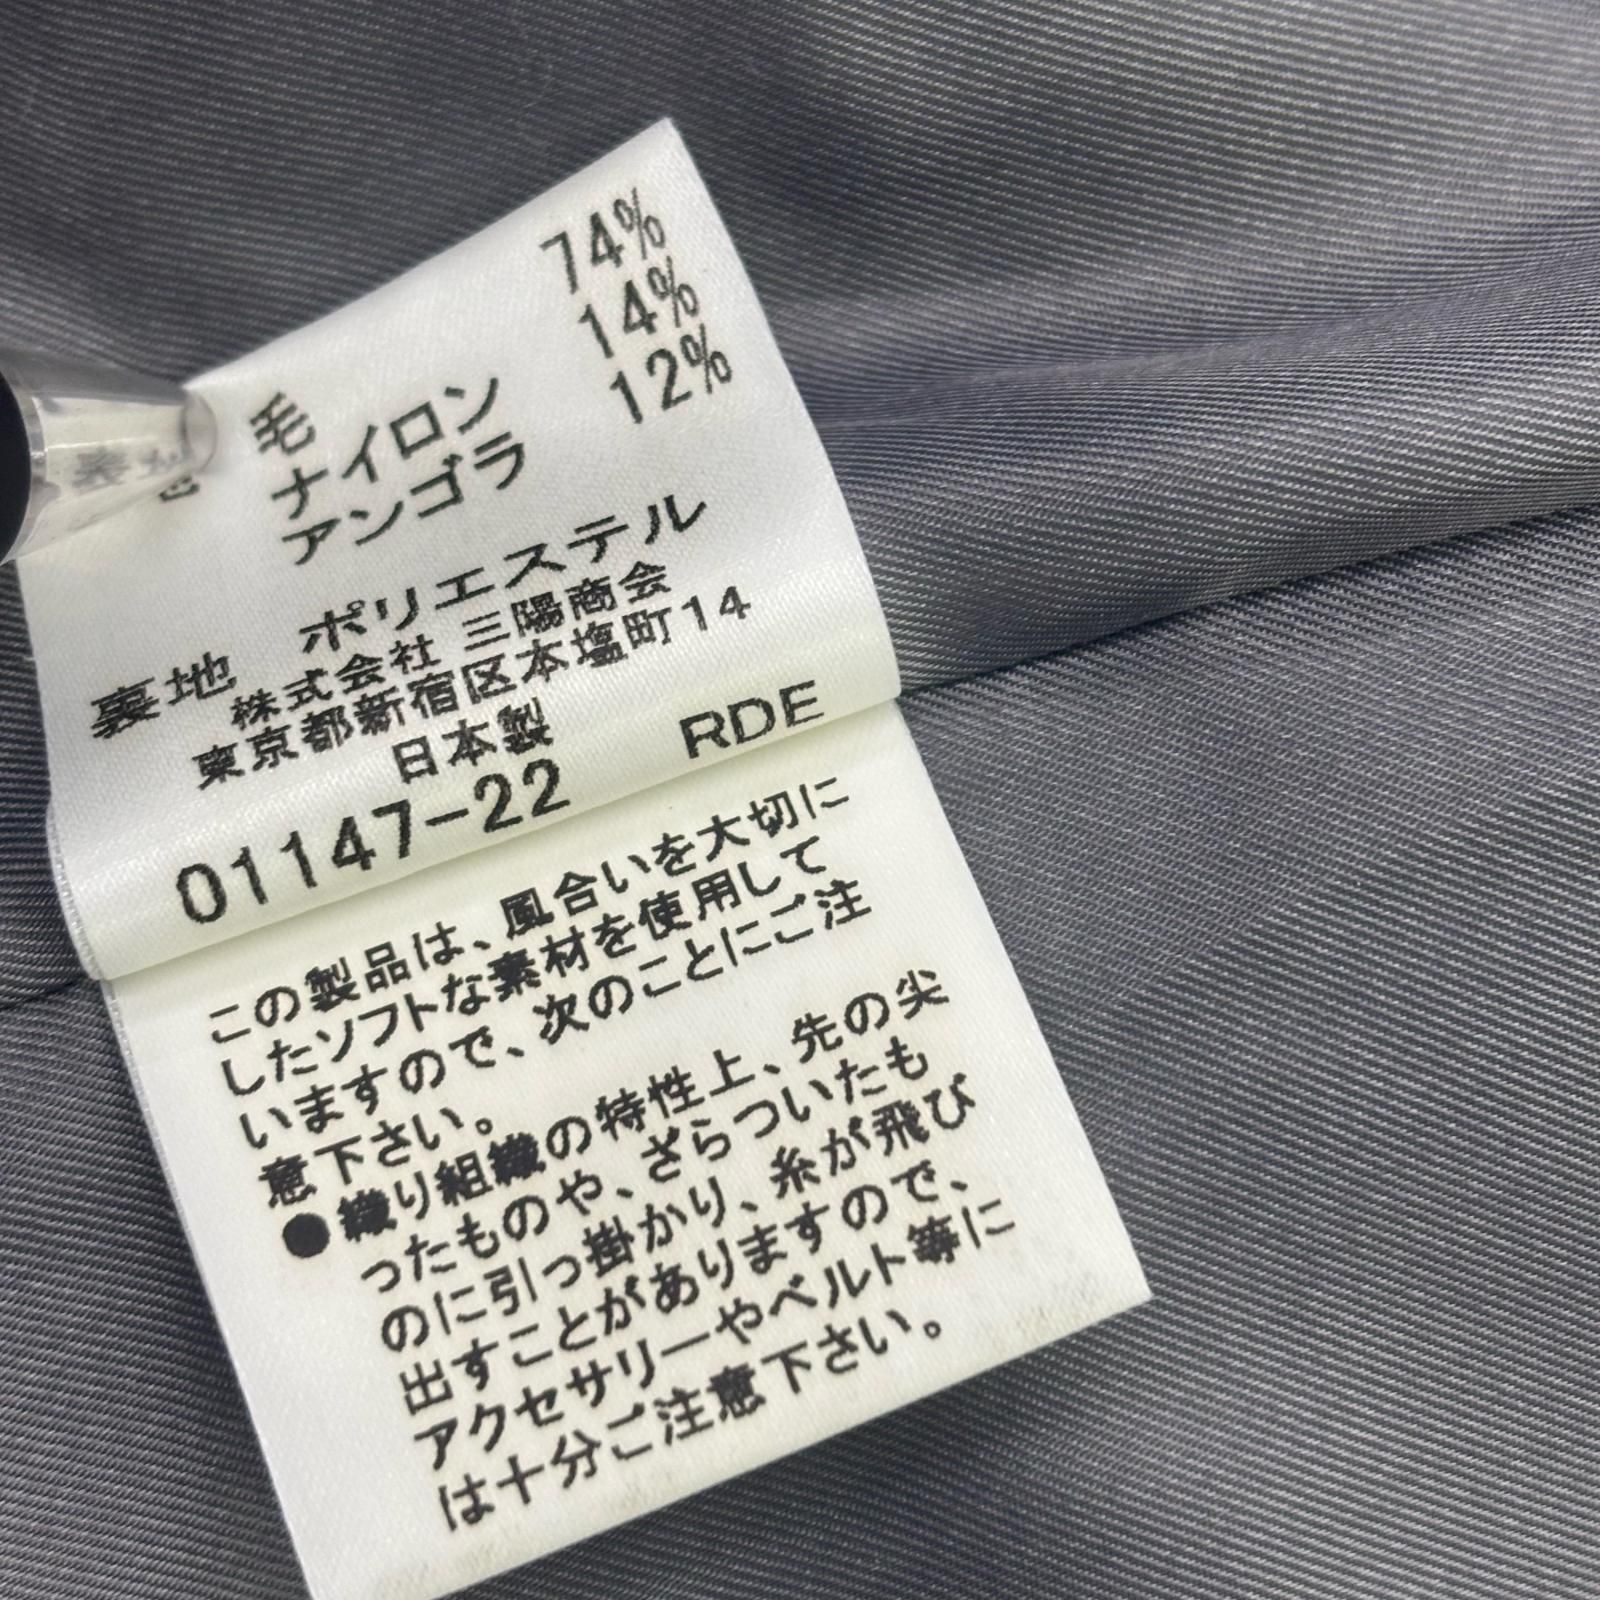 毛 74%
ナイロン 14%
アンゴラ 12%
裏地 ポリエステル
株式会社 三陽商会
東京都新宿区本塩町14
日本製
01147-22 RDE
この製品は、風合いを大切に
したソフトな素材を使用して
いますので、次のことにご注
意下さい。
●織り組織の特性上、先の尖
ったものや、ざらついたも
のに引っ掛かり、糸が飛び
出すことがありますので、
アクセサリーやベルト等に
は十分ご注意下さい。